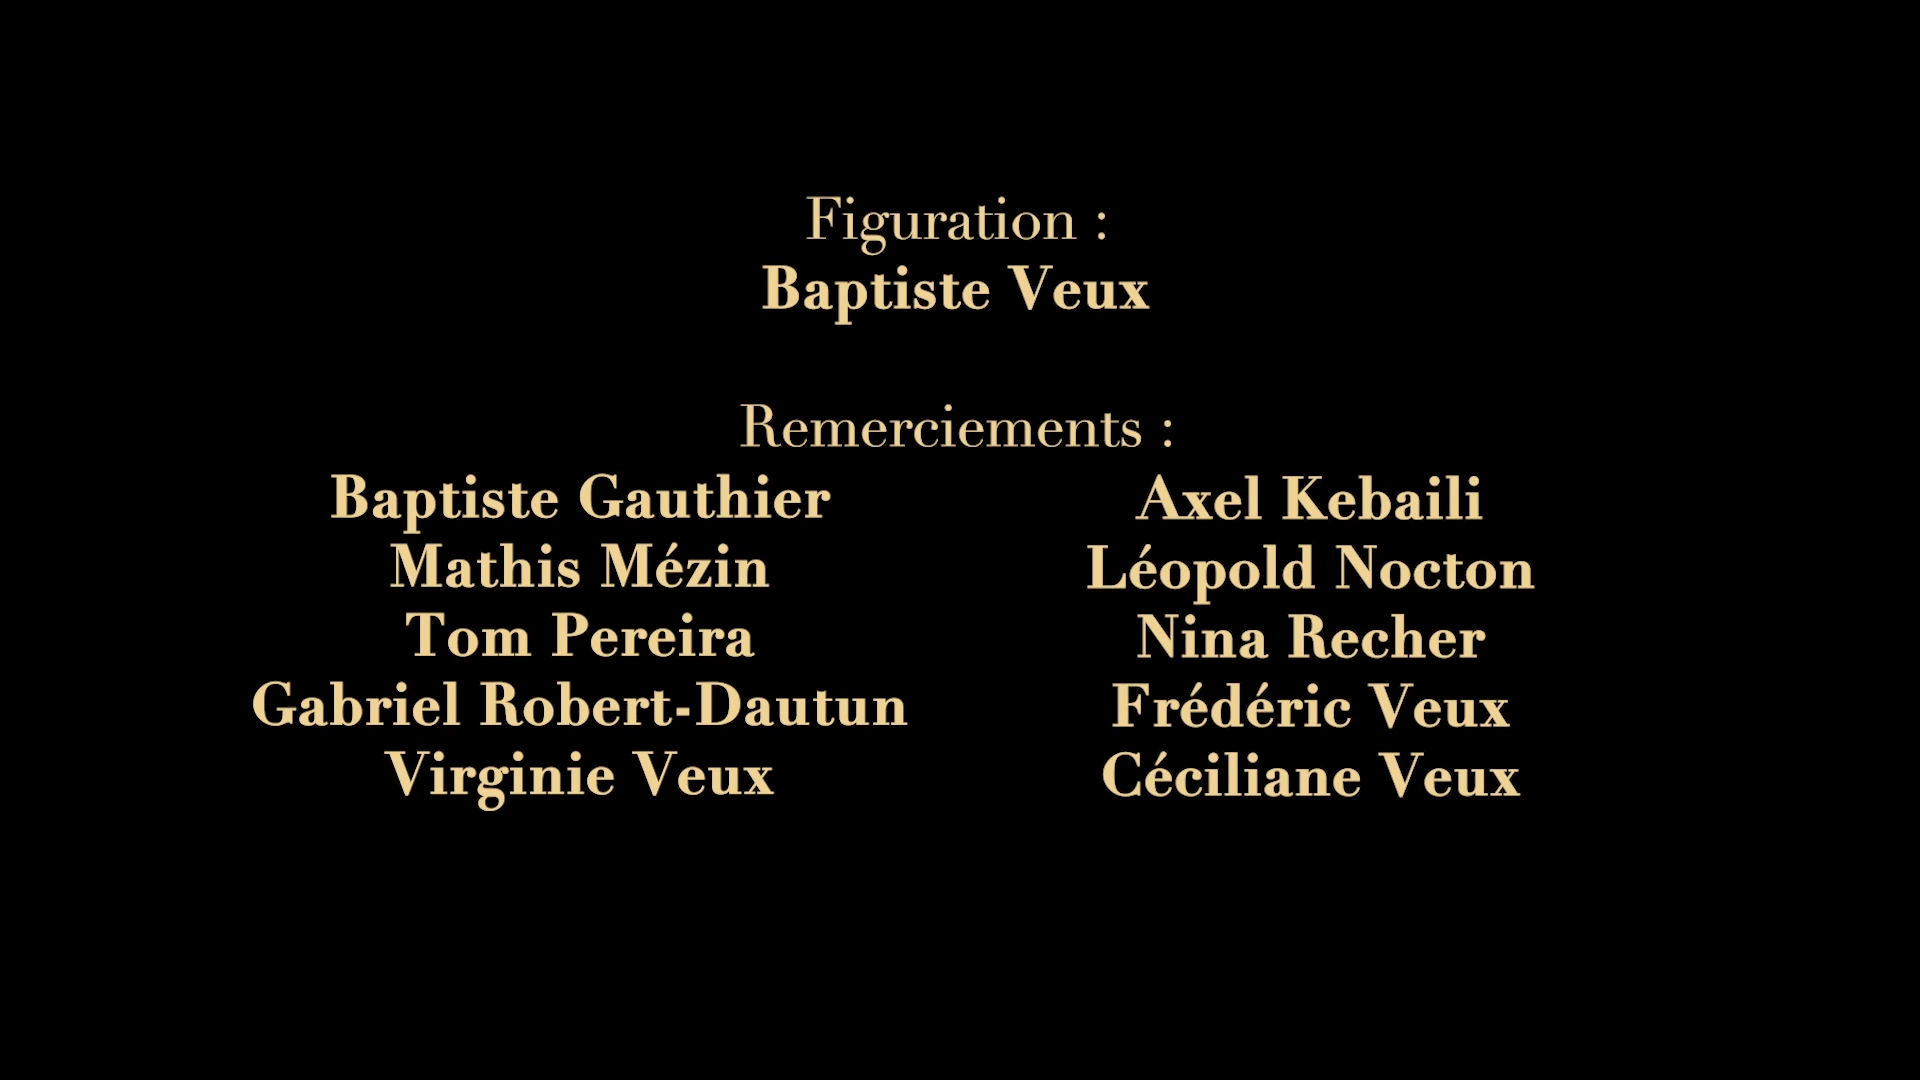 Figuration :
Baptiste Veux
Remerciements :
Baptiste Gauthier
Mathis Mézin
Tom Pereira
Gabriel Robert-Dautun
Virginie Veux
Axel Kebaili
Léopold Nocton
Nina Recher
Frédéric Veux
Céciliane Veux